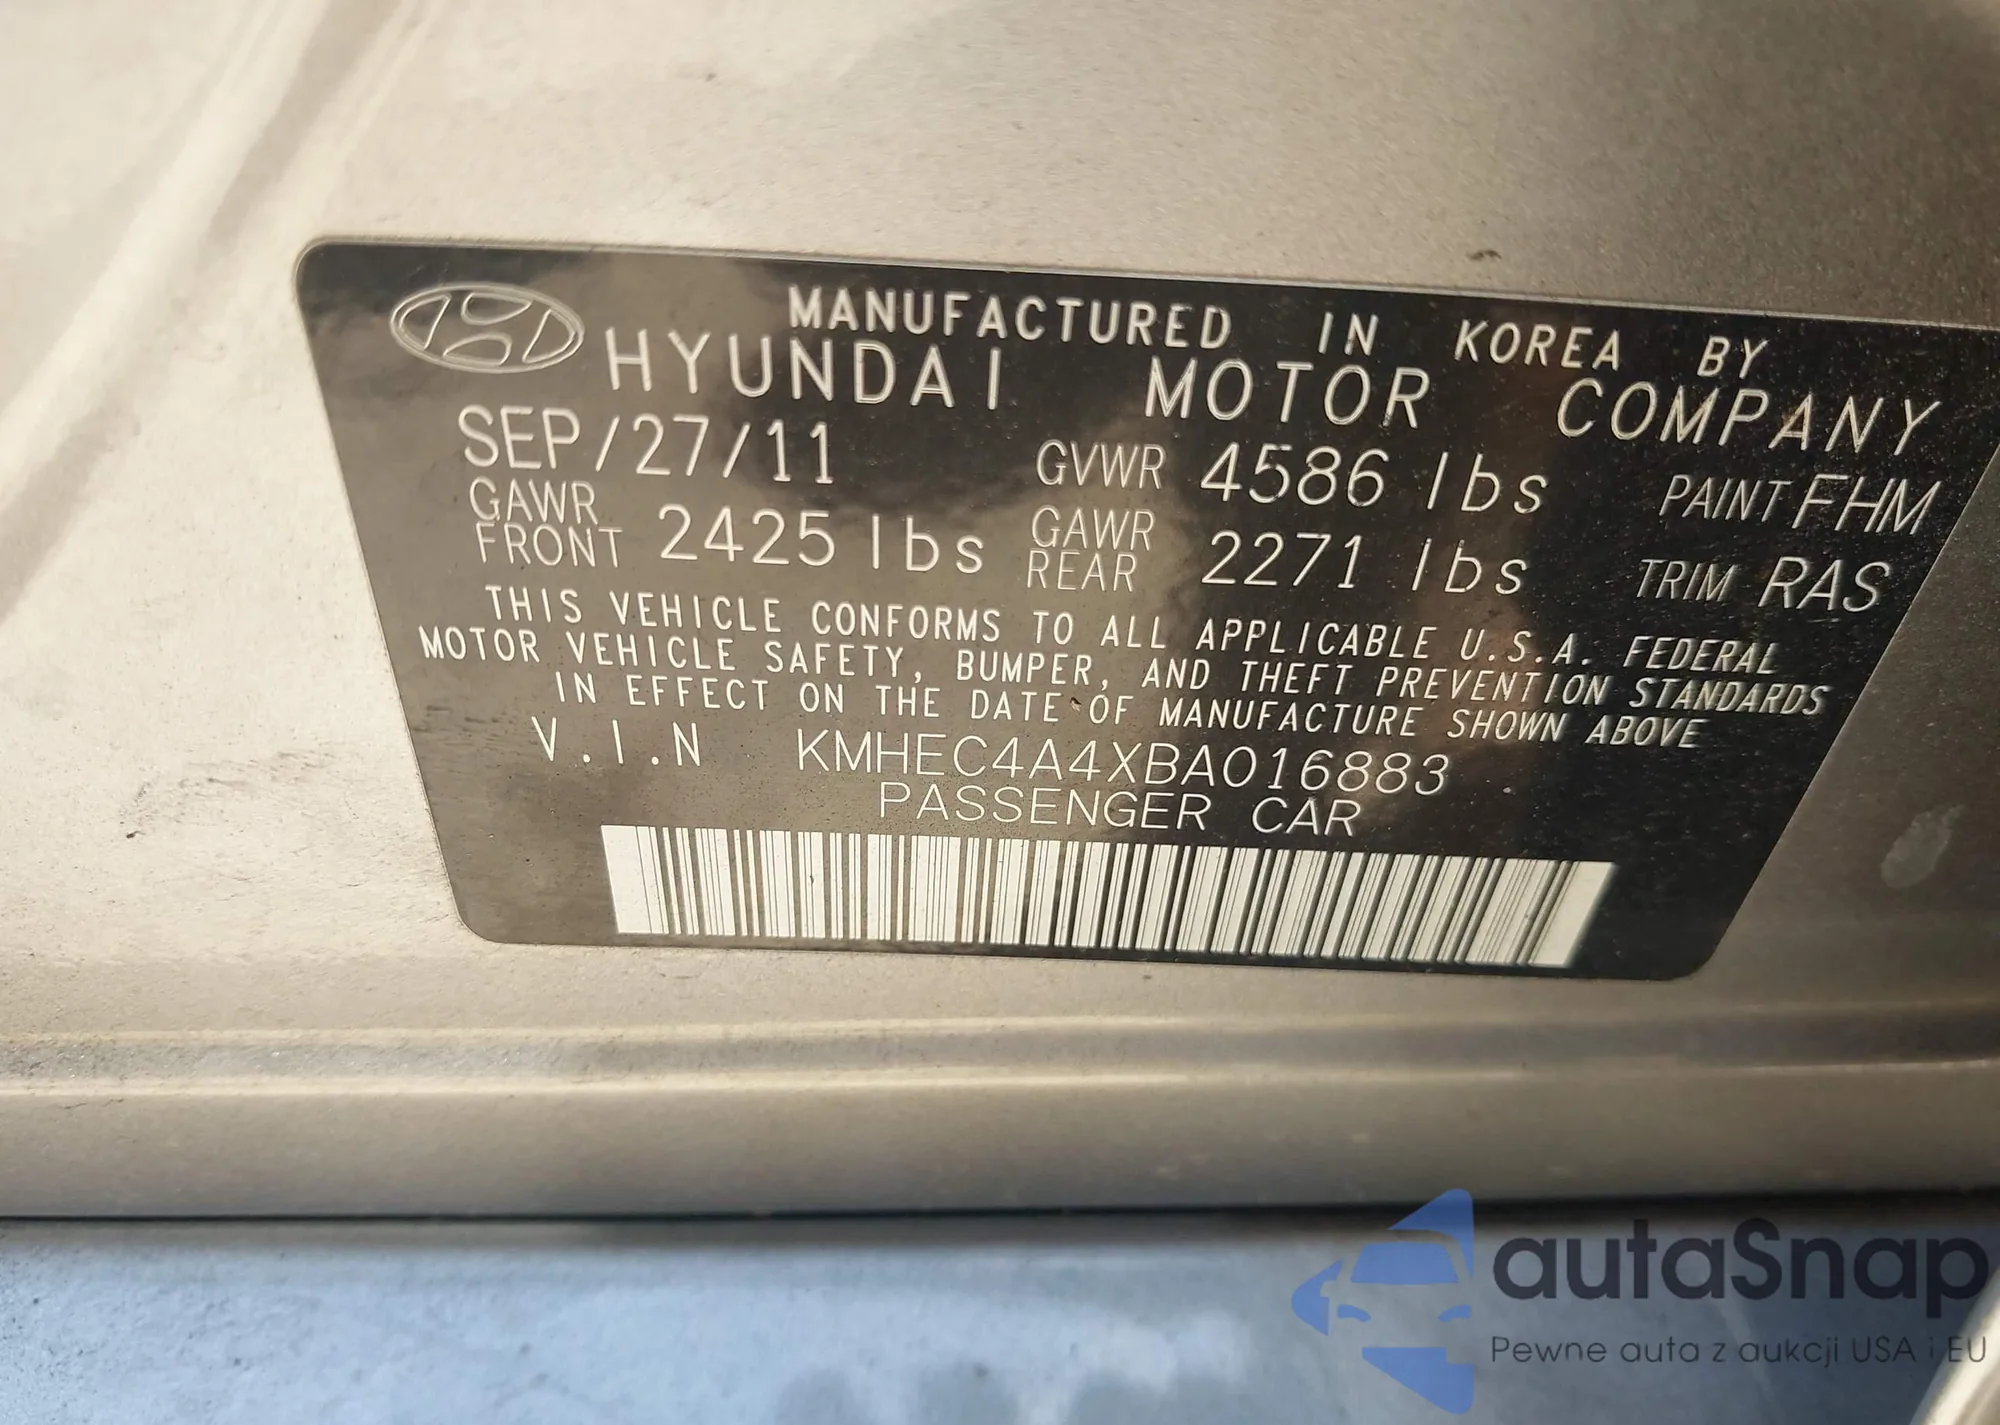 MANUFACTURED IN KOREA BY
HYUNDAI MOTOR COMPANY
SEP/27/11 GVWR 4586 lbs PAINT FHM
GAWR FRONT 2425 lbs GAWR REAR 2271 lbs TRIM RAS
THIS VEHICLE CONFORMS TO ALL APPLICABLE U.S.A. FEDERAL
MOTOR VEHICLE SAFETY, BUMPER, AND THEFT PREVENTION STANDARDS
IN EFFECT ON THE DATE OF MANUFACTURE SHOWN ABOVE
V.I.N KMHEC4A4XBA016883
PASSENGER CAR
autaSnap
Pewne auta z aukcji USA i EU